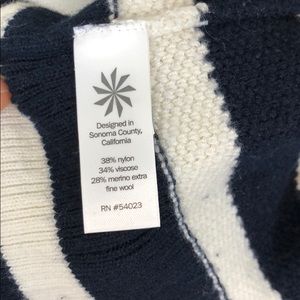 Designed in
Sonoma County,
California
38% nylon
34% viscose
28% merino extra
fine wool
RN #54023